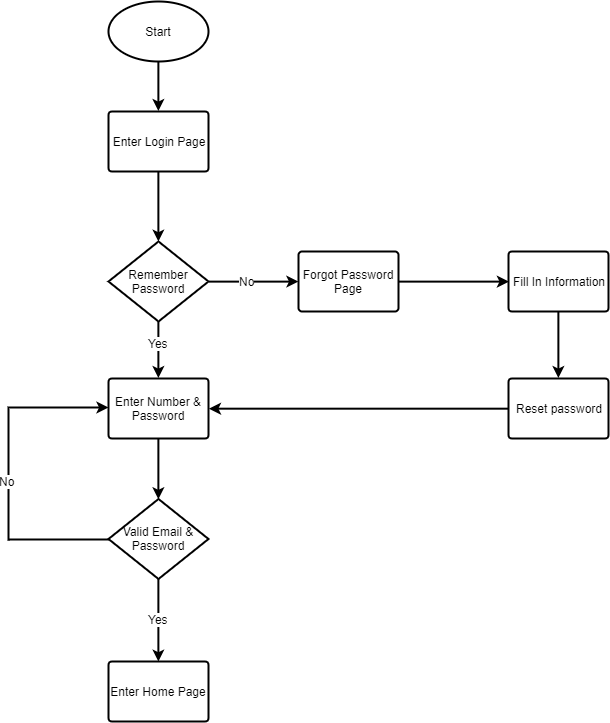 Start
Enter Login Page
Remember
Password
No
Forgot Password
Page
Fill In Information
Yes
Enter Number &
Password
Reset password
No
Valid Email &
Password
Yes
Enter Home Page